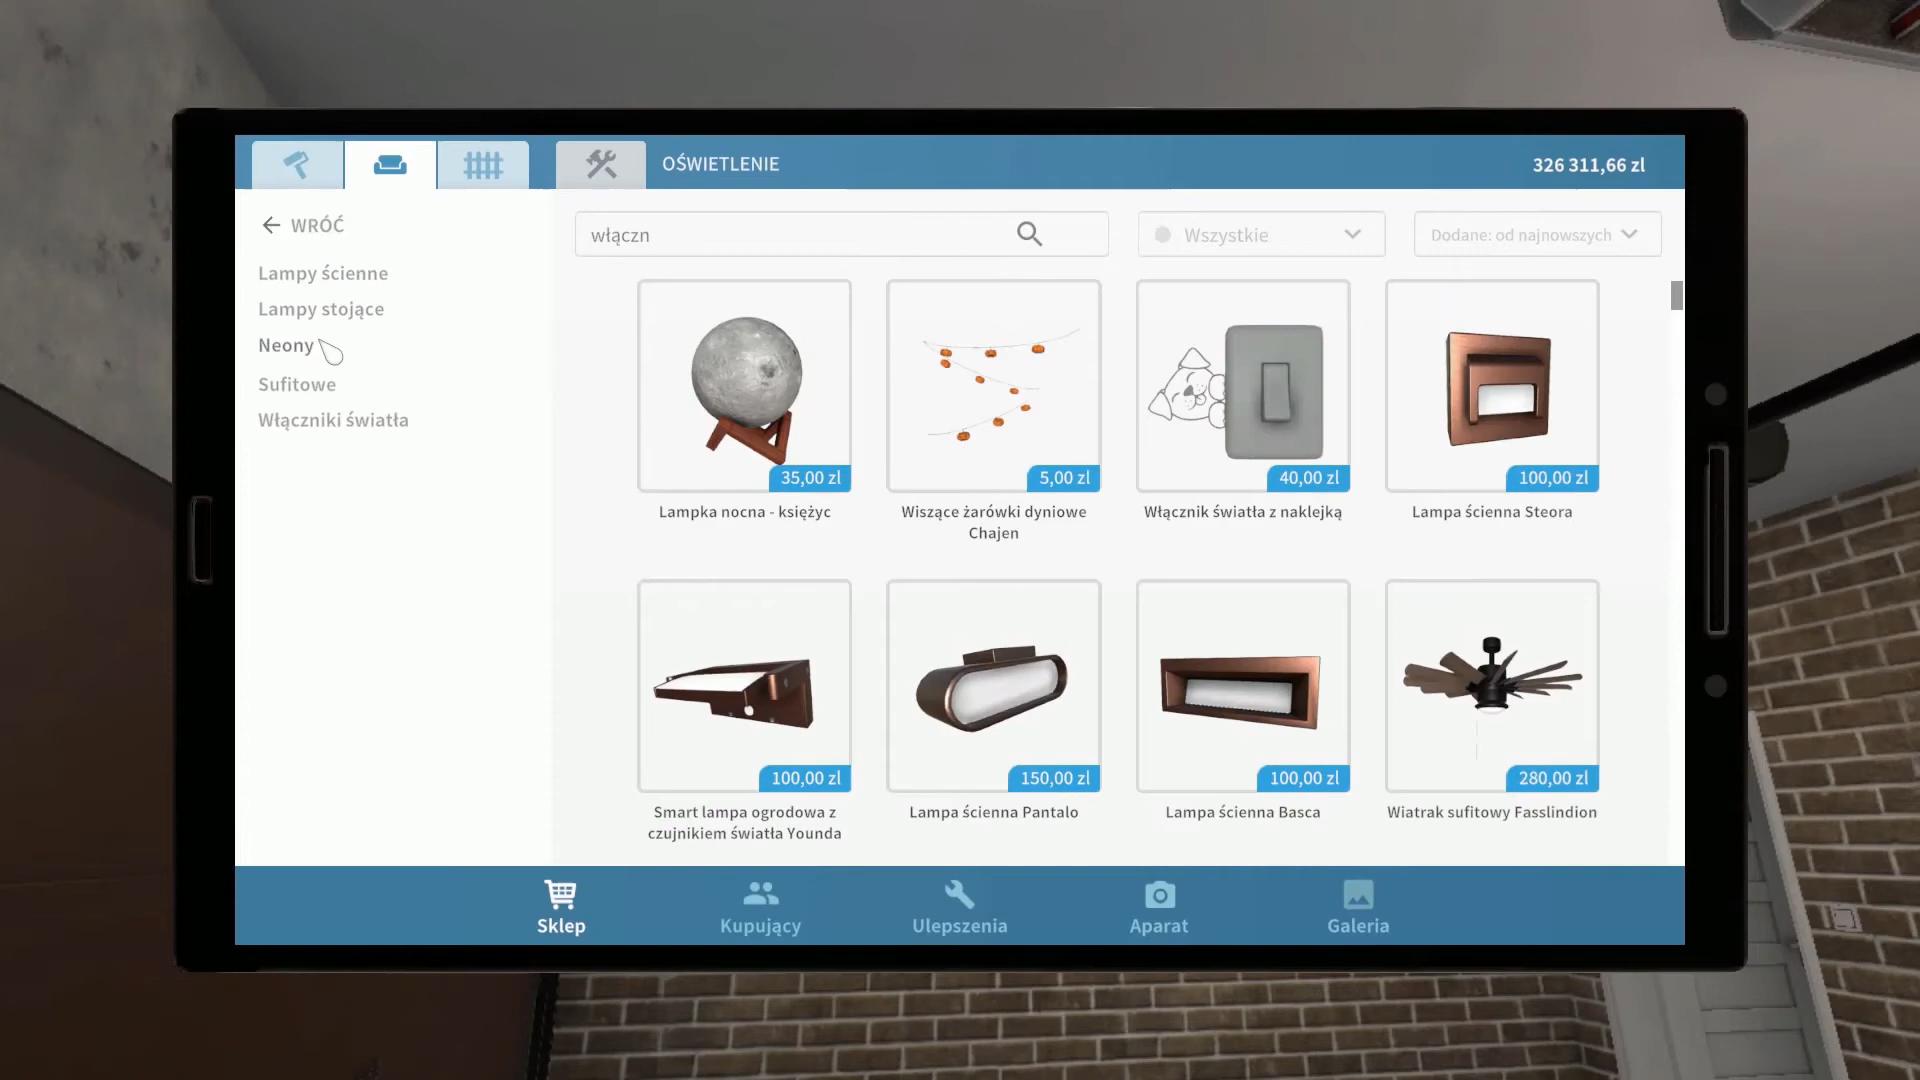 OŚWIETLENIE
326 311,66 zl
WRÓĆ
Lampy ścienne
Lampy stojące
Neony
Sufitowe
Włączniki światła
włączn
Wszystkie
Dodane: od najnowszych
35,00 zl
5,00 zl
40,00 zl
100,00 zl
Lampka nocna - księżyc
Wiszące żarówki dyniowe
Chajen
Włącznik światła z naklejką
Lampa ścienna Steora
100,00 zl
150,00 zl
100,00 zl
280,00 zl
Smart lampa ogrodowa z
czujnikiem światła Younda
Lampa ścienna Pantalo
Lampa ścienna Basca
Wiatrak sufitowy Fasslindion
Sklep
Kupujący
Ulepszenia
Aparat
Galeria